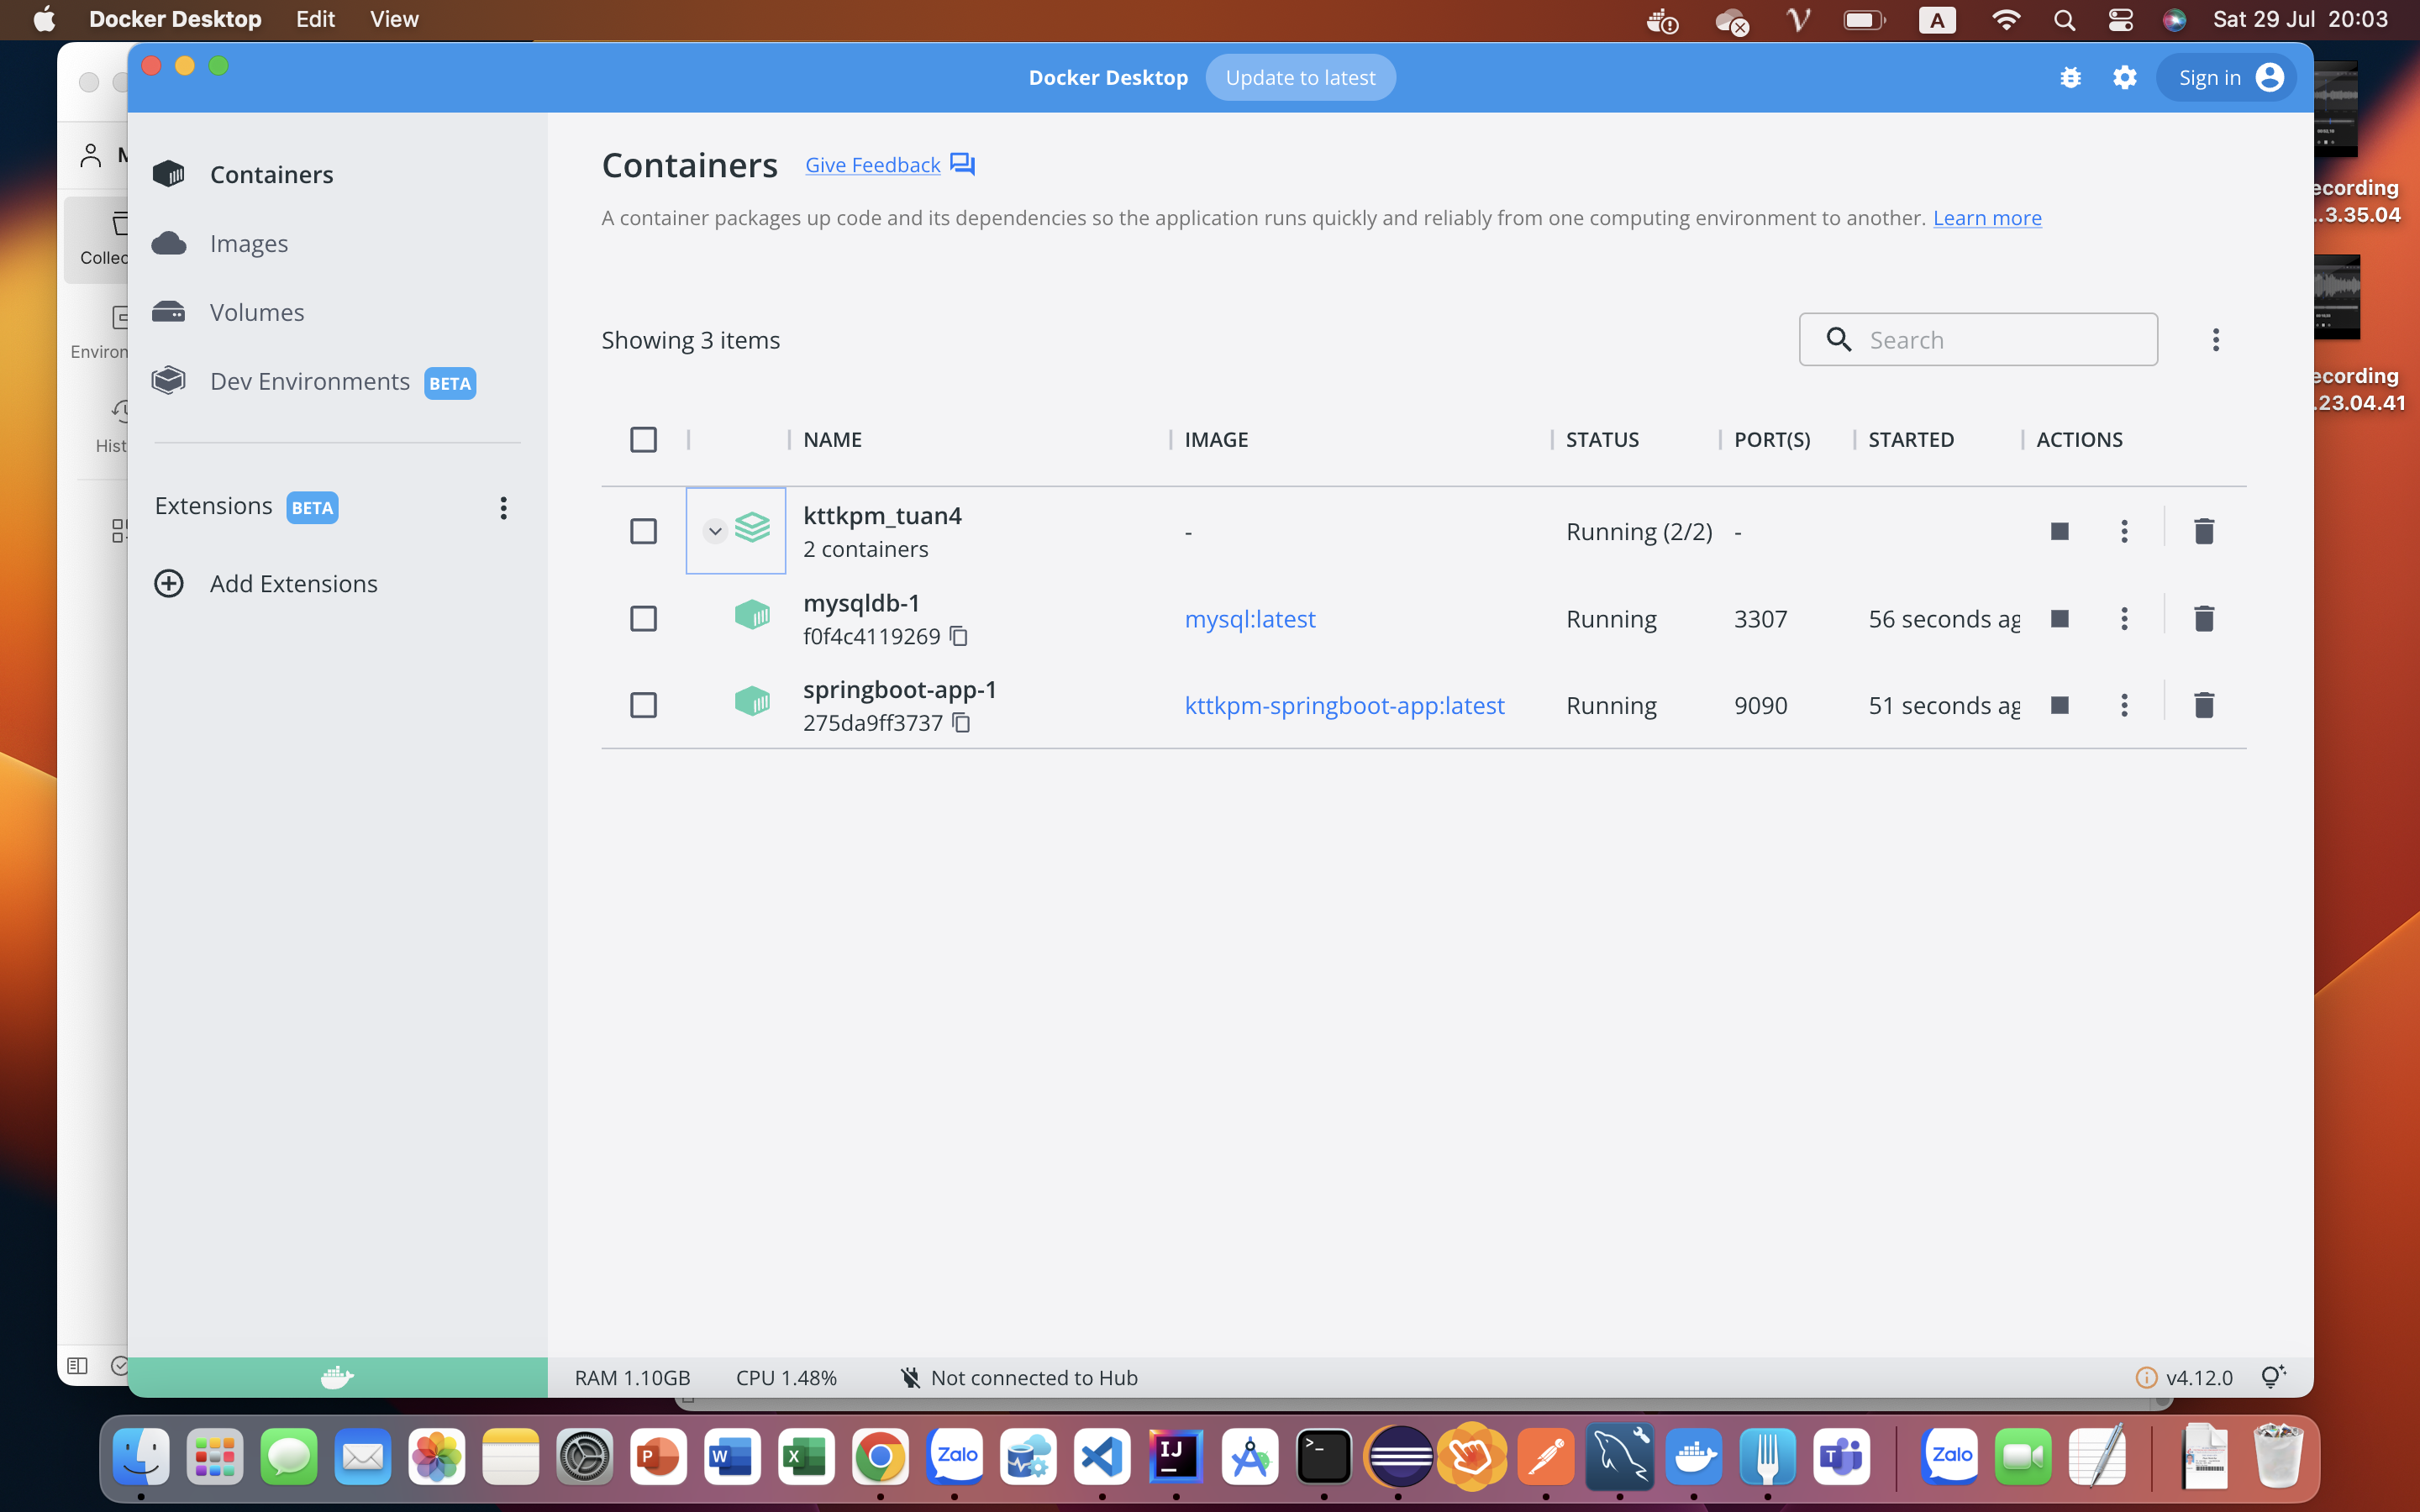 Docker Desktop Edit View A Sat 29 Jul 20:03
Docker Desktop Update to latest Sign in
M
Collec
Environ
Hist
Containers
Images
Volumes
Dev Environments BETA
Extensions BETA
Add Extensions
Containers Give Feedback
A container packages up code and its dependencies so the application runs quickly and reliably from one computing environment to another. Learn more
Showing 3 items Search
NAME IMAGE STATUS PORT(S) STARTED ACTIONS
kttkpm_tuan4 - Running (2/2) -
2 containers
mysqldb-1 mysql:latest Running 3307 56 seconds ag
f0f4c4119269
springboot-app-1 kttkpm-springboot-app:latest Running 9090 51 seconds ag
275da9ff3737
ecording
...3.35.04
ecording
.23.04.41
RAM 1.10GB CPU 1.48% Not connected to Hub v4.12.0
P W X Zalo IJ >_ T Zalo